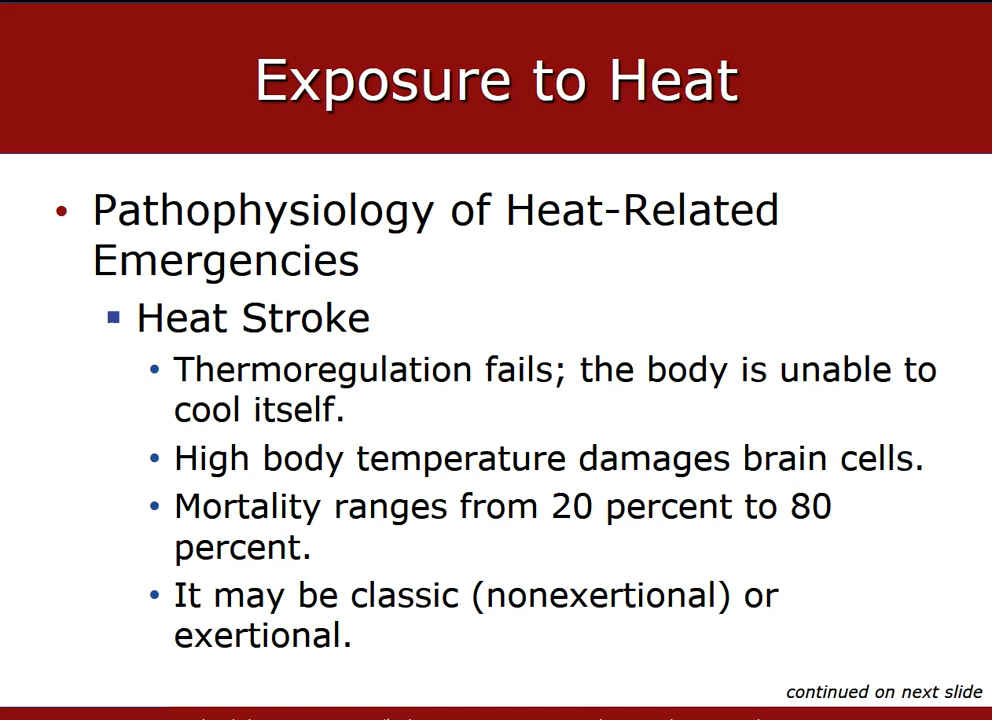 Exposure to Heat
• Pathophysiology of Heat-Related
Emergencies
▪ Heat Stroke
• Thermoregulation fails; the body is unable to
cool itself.
• High body temperature damages brain cells.
• Mortality ranges from 20 percent to 80
percent.
• It may be classic (nonexertional) or
exertional.
continued on next slide